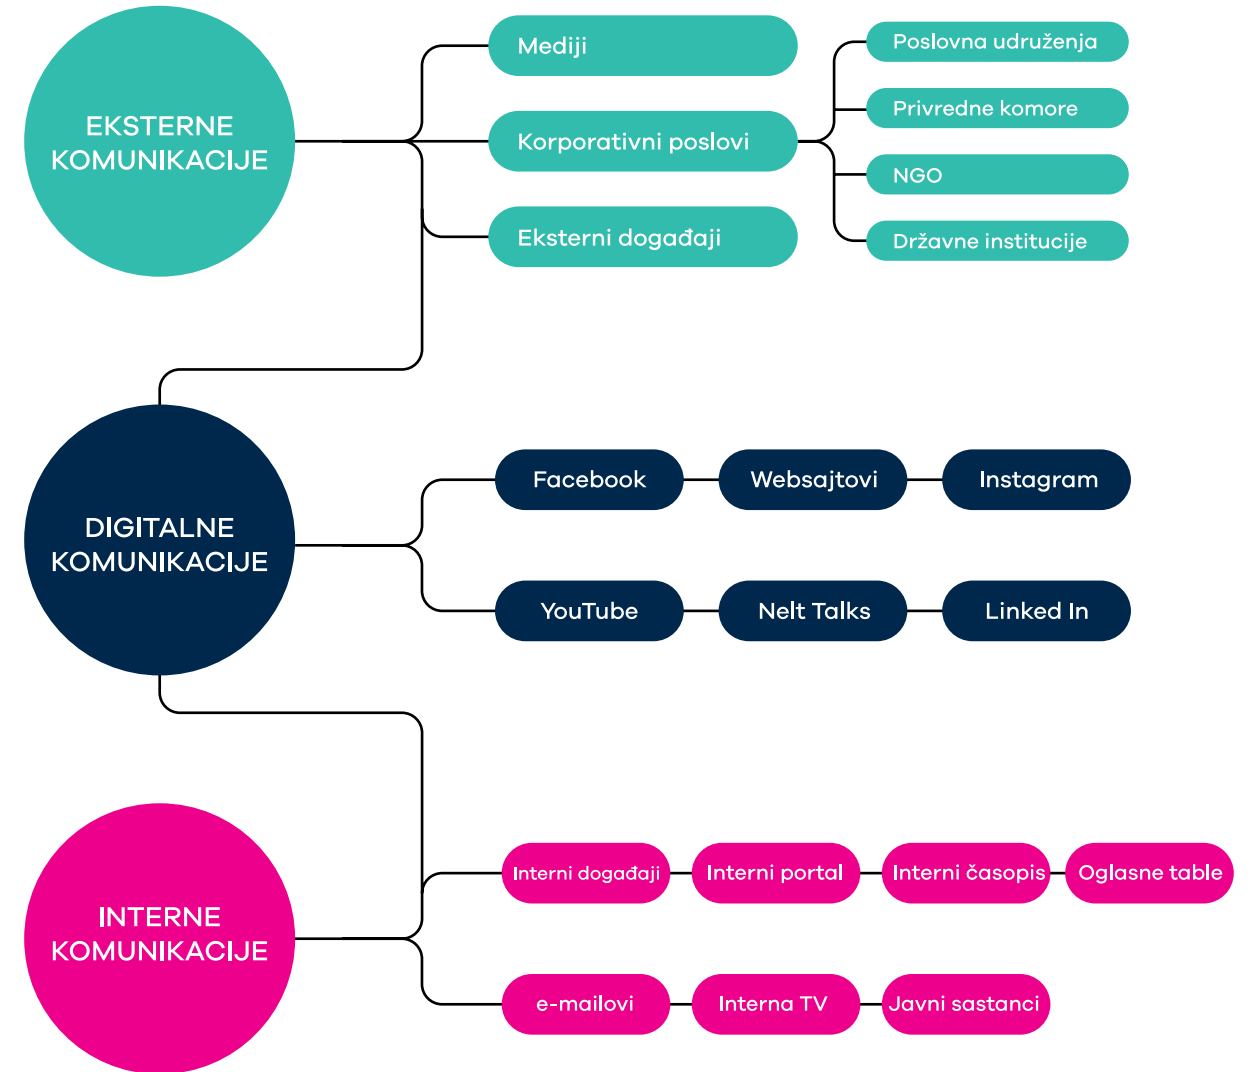 EKSTERNE
KOMUNIKACIJE
Mediji
Korporativni poslovi
Eksterni događaji
Poslovna udruženja
Privredne komore
NGO
Državne institucije
DIGITALNE
KOMUNIKACIJE
Facebook
Websajtovi
Instagram
YouTube
Nelt Talks
Linked In
INTERNE
KOMUNIKACIJE
Interni događaji
Interni portal
Interni časopis
Oglasne table
e-mailovi
Interna TV
Javni sastanci